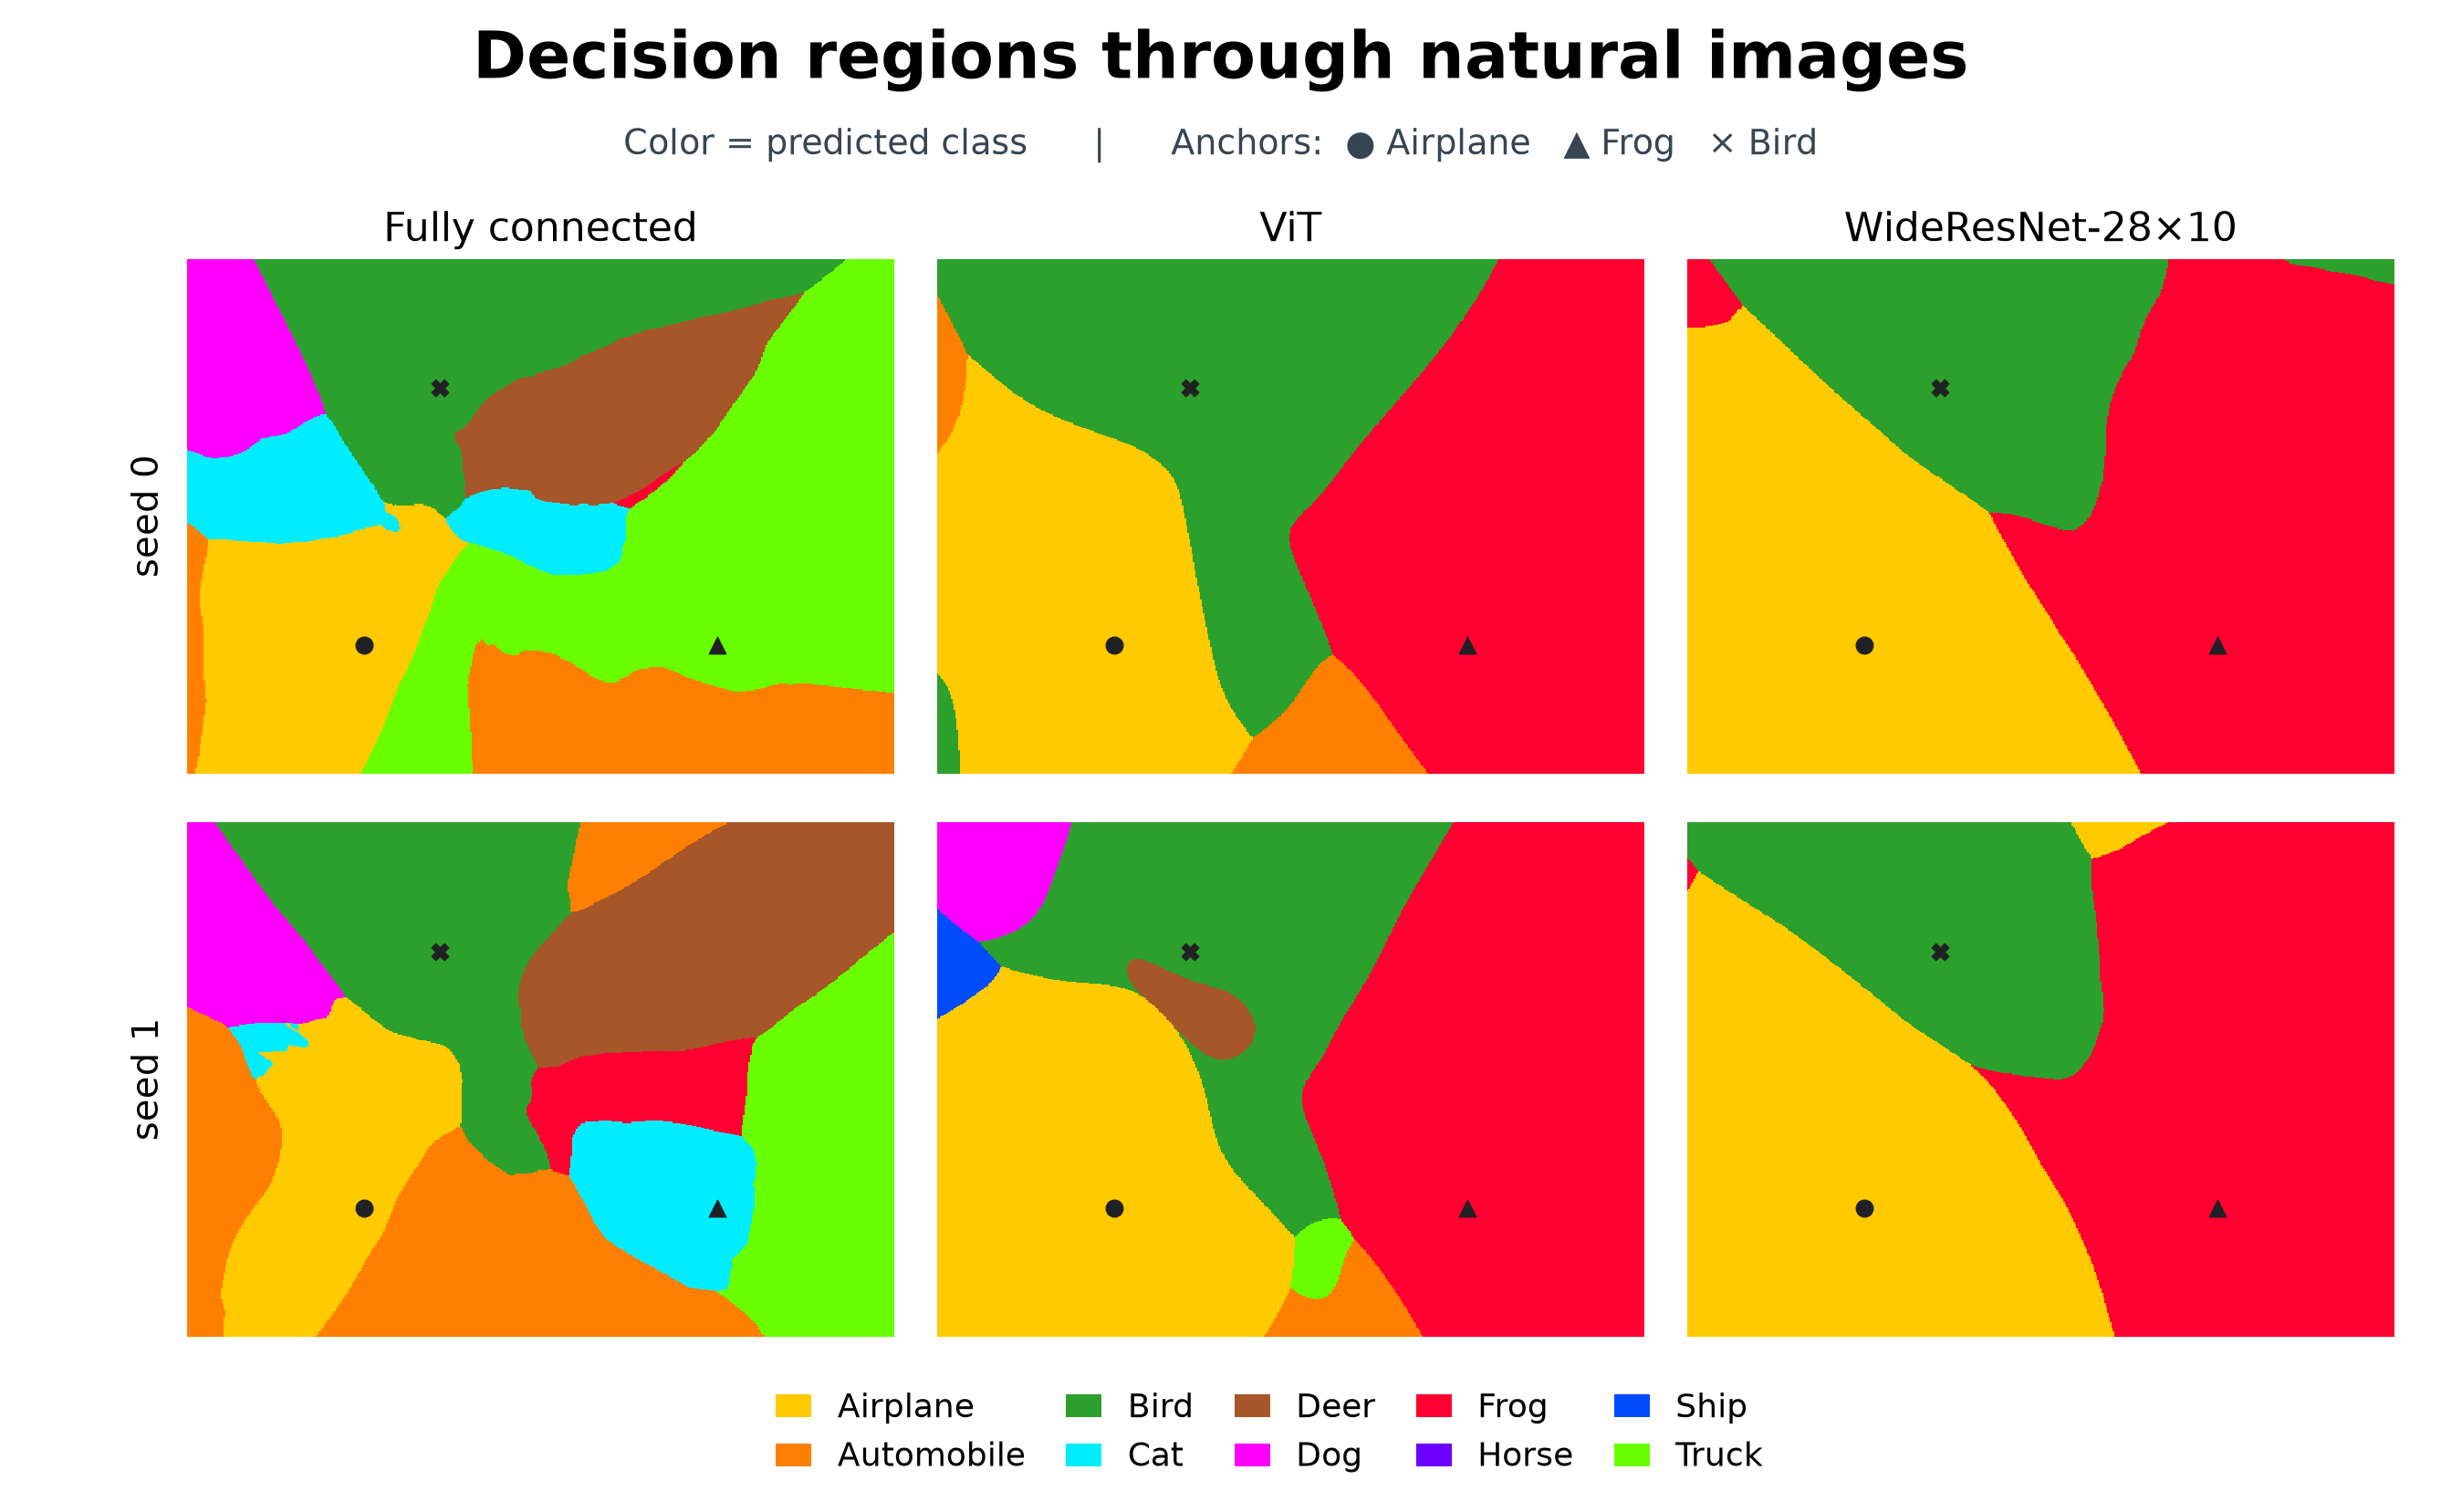 Decision regions through natural images
Color = predicted class | Anchors: ● Airplane ▲ Frog × Bird
Fully connected ViT WideResNet-28×10
seed 0
seed 1
Airplane Bird Deer Frog Ship
Automobile Cat Dog Horse Truck